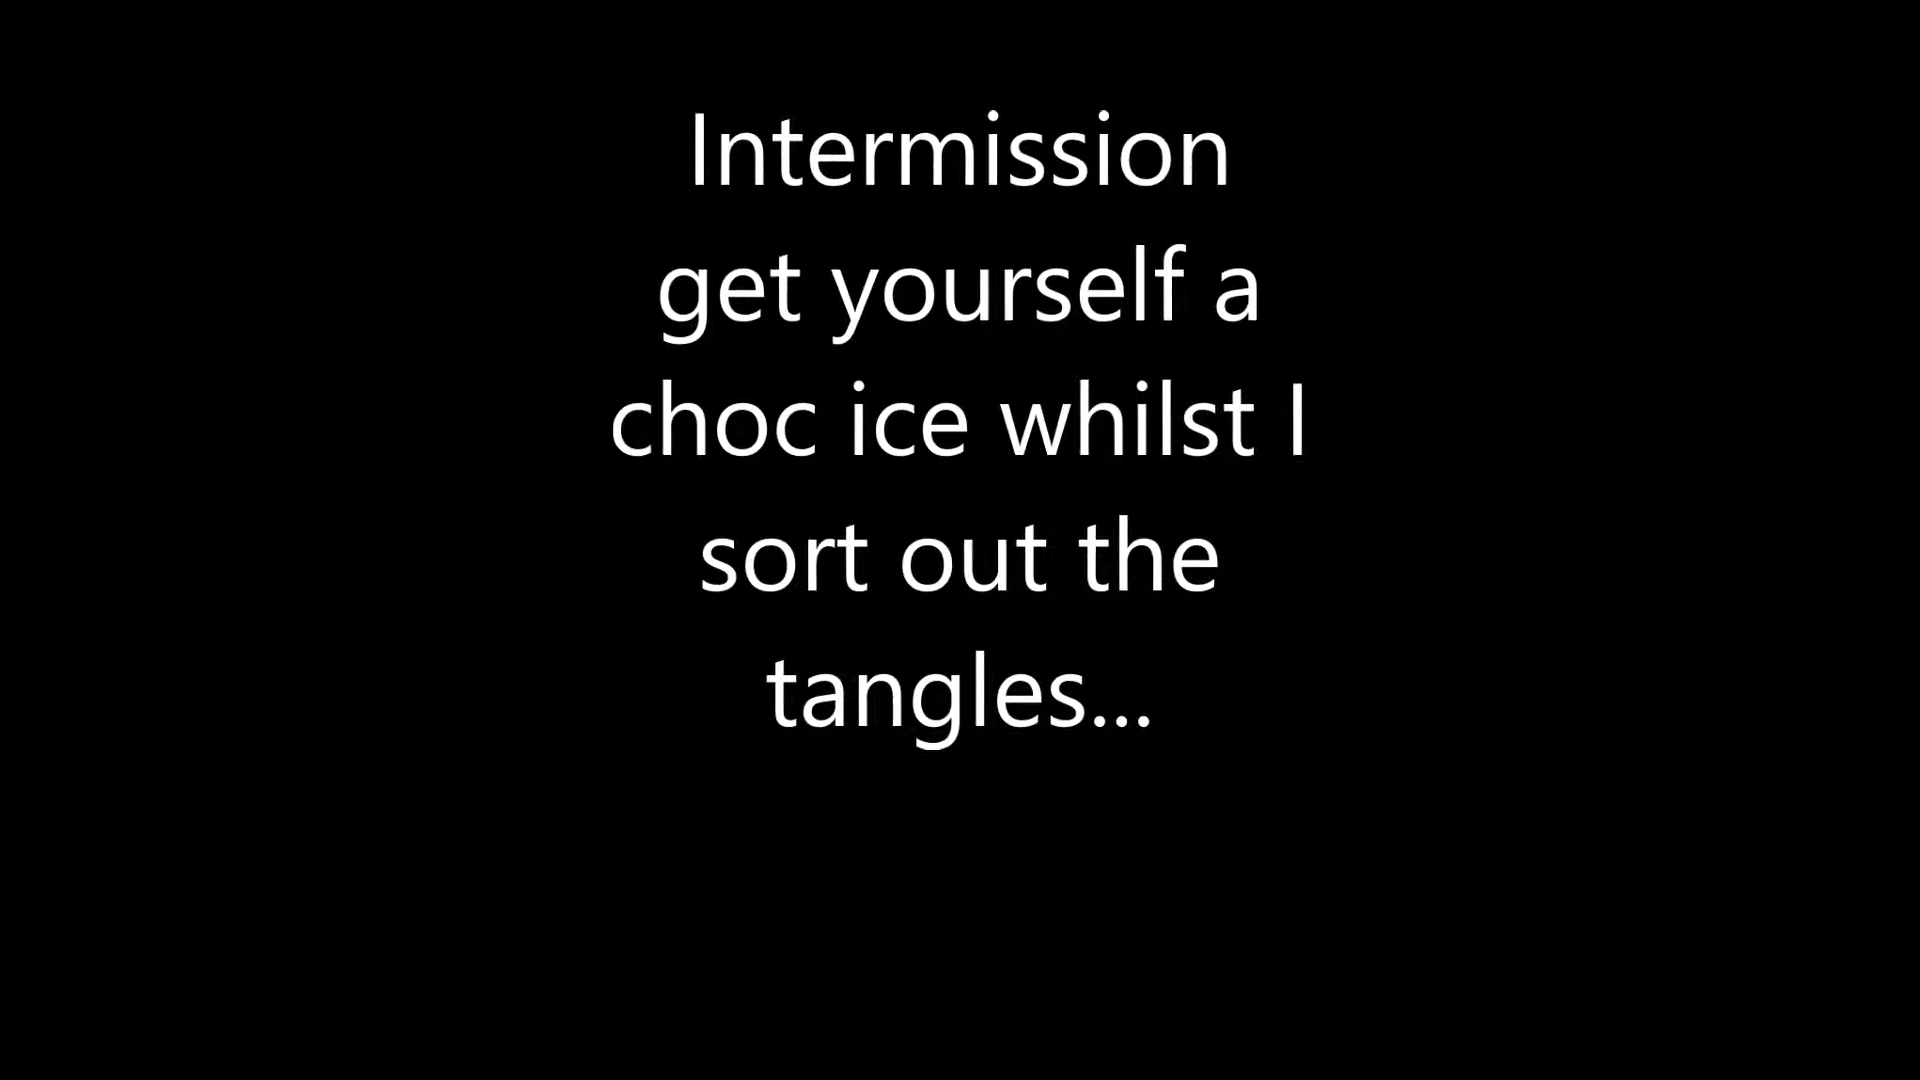 Intermission
get yourself a
choc ice whilst I
sort out the
tangles...